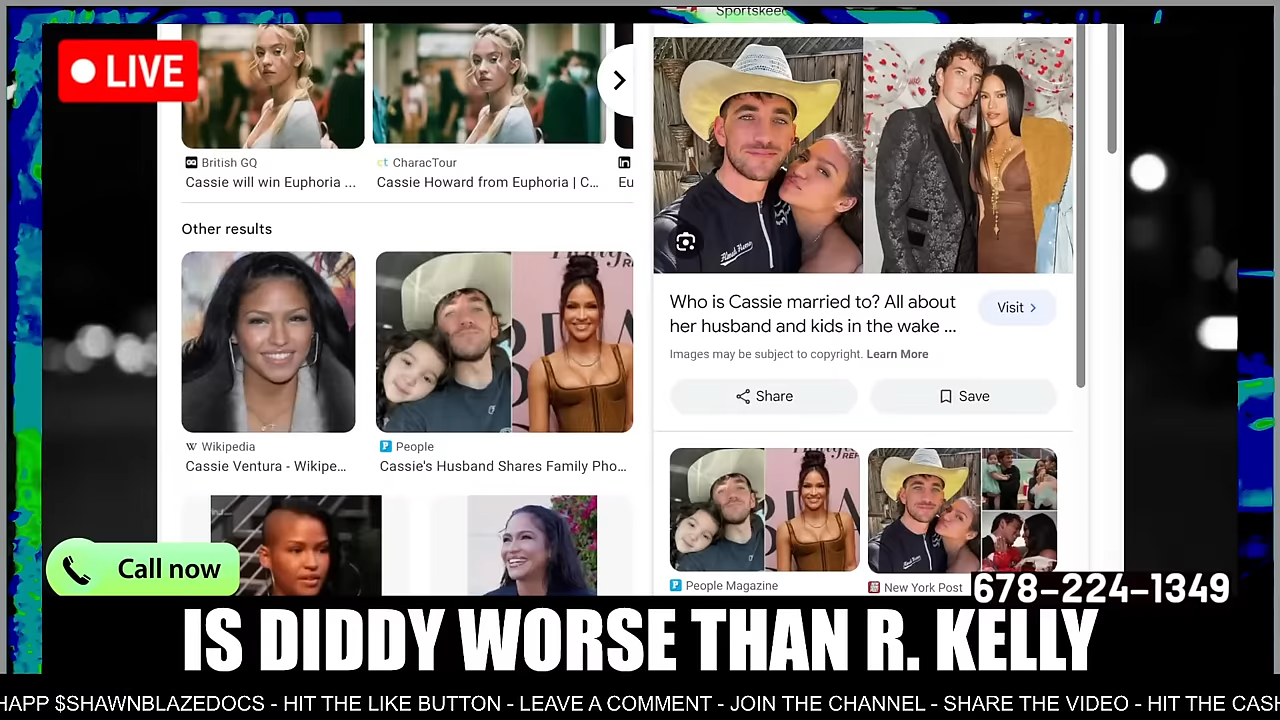 Sportskeed
LIVE
British GQ
Cassie will win Euphoria ...
CharacTour
Cassie Howard from Euphoria | C...
in
Eu
Other results
Who is Cassie married to? All about
her husband and kids in the wake ...
Visit
Images may be subject to copyright. Learn More
Share
Save
W Wikipedia
Cassie Ventura - Wikipe...
People
Cassie's Husband Shares Family Pho...
People Magazine
New York Post
Call now
678-224-1349
IS DIDDY WORSE THAN R. KELLY
HAPP $SHAWNBLAZEDOCS - HIT THE LIKE BUTTON - LEAVE A COMMENT - JOIN THE CHANNEL - SHARE THE VIDEO - HIT THE CASH